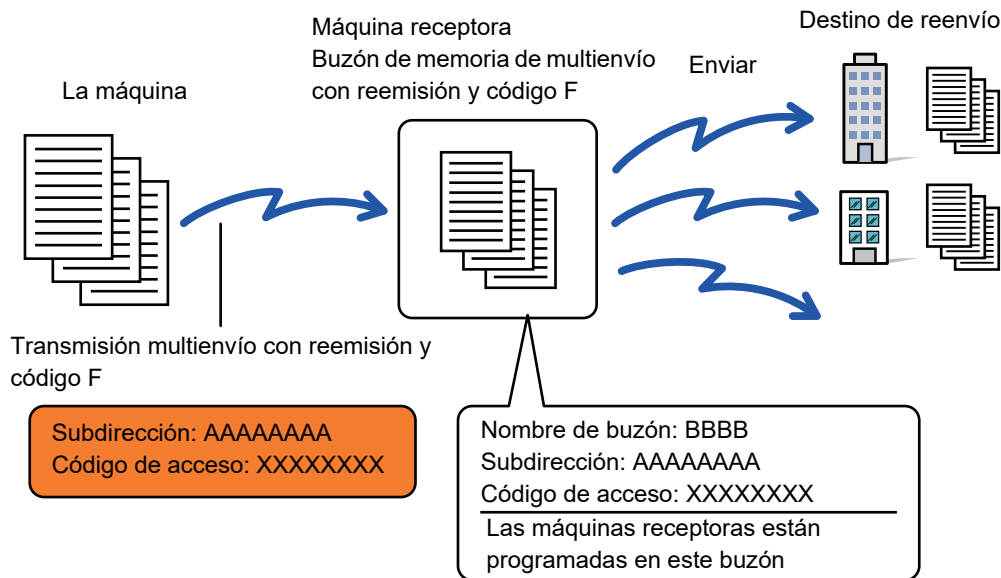 La máquina
Máquina receptora
Buzón de memoria de multienvío
con reemisión y código F
Enviar
Destino de reenvío
Transmisión multienvío con reemisión y
código F
Subdirección: AAAAAAAA
Código de acceso: XXXXXXXX
Nombre de buzón: BBBB
Subdirección: AAAAAAAA
Código de acceso: XXXXXXXX
Las máquinas receptoras están
programadas en este buzón